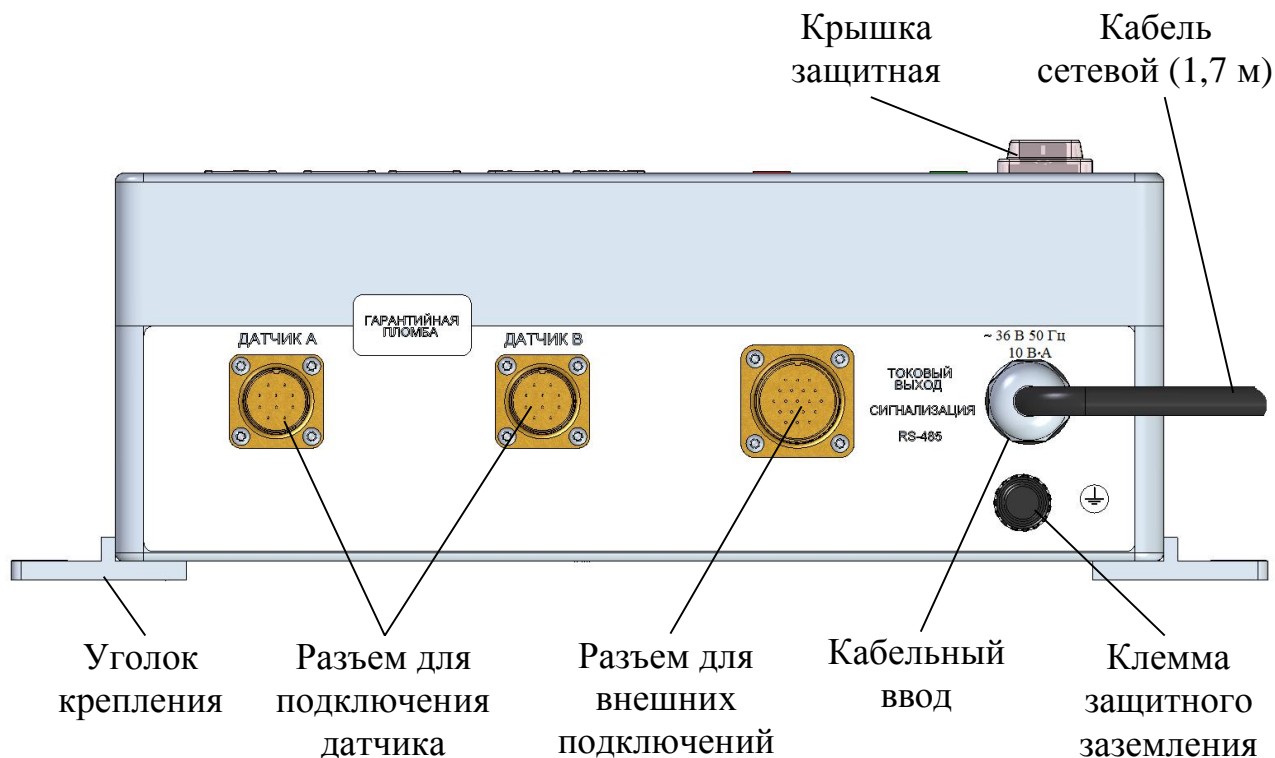 Крышка
защитная
Кабель
сетевой (1,7 м)
ГАРАНТИЙНАЯ
ПЛОМБА
ДАТЧИК А
ДАТЧИК В
~ 36 В 50 Гц
10 В·А
ТОКОВЫЙ
ВЫХОД
СИГНАЛИЗАЦИЯ
RS-485
Уголок
крепления
Разъем для
подключения
датчика
Разъем для
внешних
подключений
Кабельный
ввод
Клемма
защитного
заземления